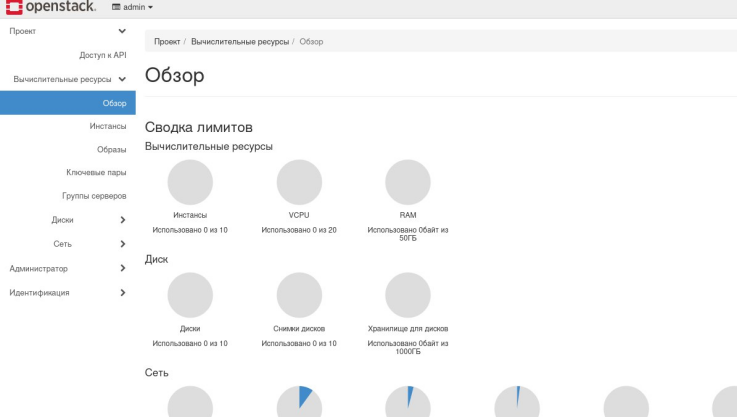 openstack. admin
Проект
Доступ к API
Вычислительные ресурсы
Обзор
Инстансы
Образы
Ключевые пары
Группы серверов
Диски
Сеть
Администратор
Идентификация
Проект / Вычислительные ресурсы / Обзор
Обзор
Сводка лимитов
Вычислительные ресурсы
Инстансы
Использовано 0 из 10
VCPU
Использовано 0 из 20
RAM
Использовано 0байт из
50ГБ
Диск
Диски
Использовано 0 из 10
Снимки дисков
Использовано 0 из 10
Хранилище для дисков
Использовано 0байт из
1000ГБ
Сеть